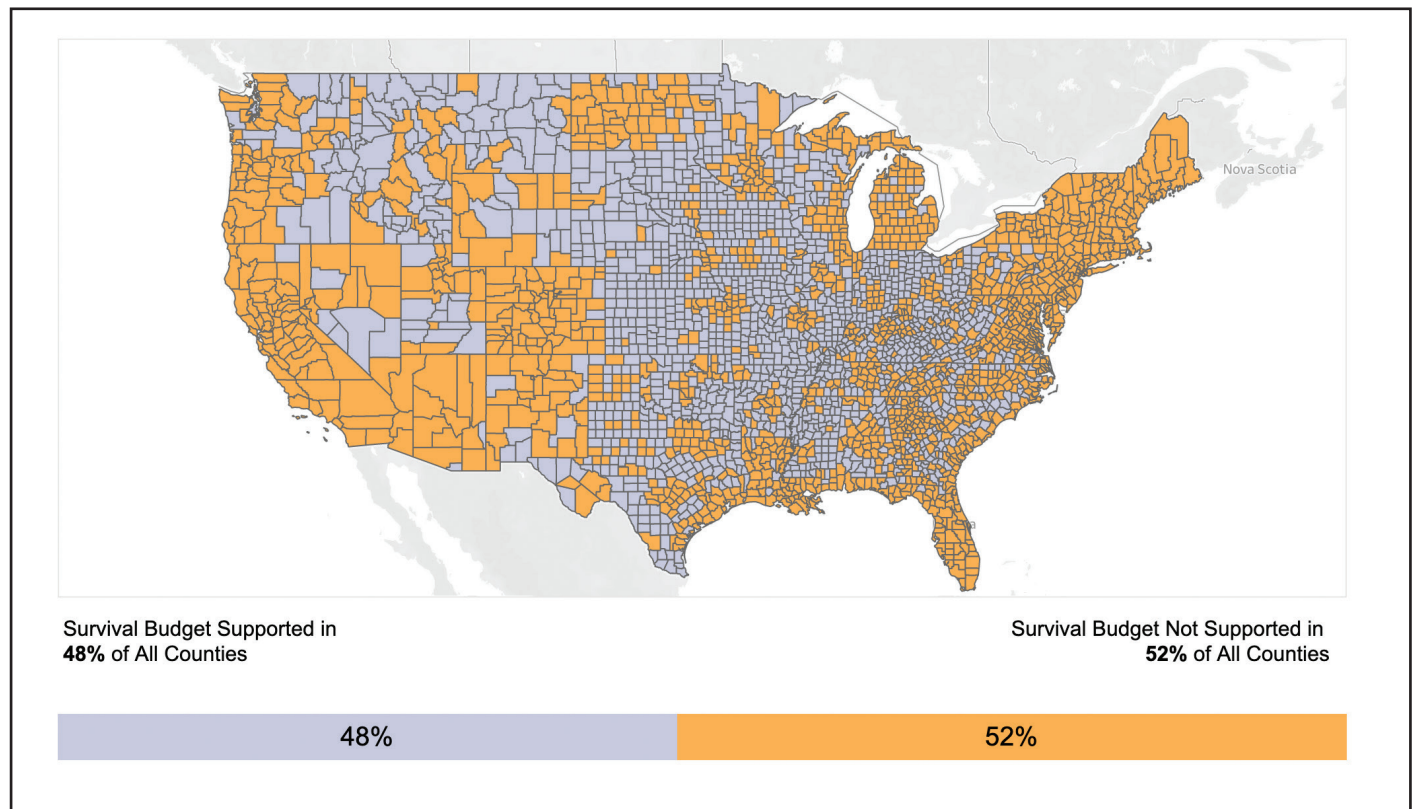 Nova Scotia
a
Survival Budget Supported in
48% of All Counties
Survival Budget Not Supported in
52% of All Counties
48%
52%